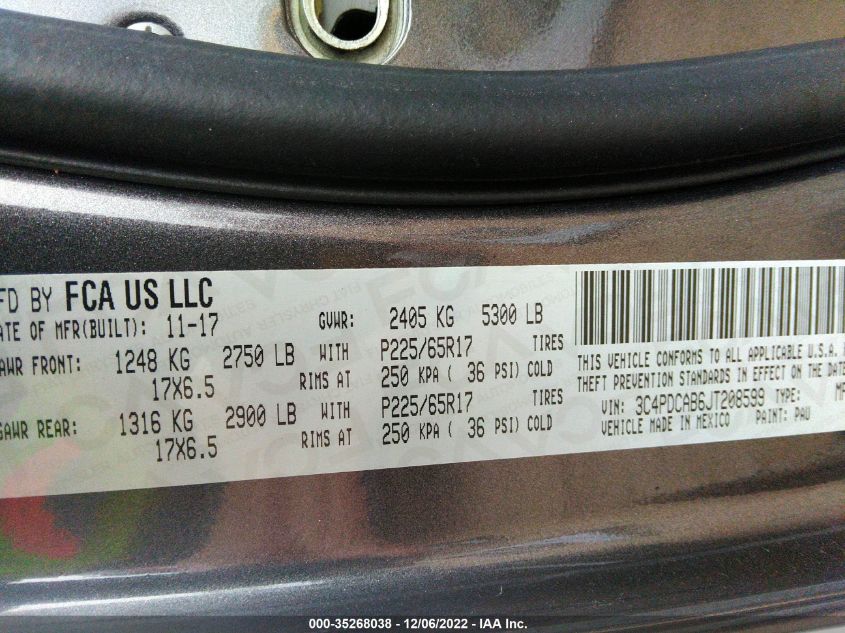 FD BY FCA US LLC
ATE OF MFR(BUILT): 11-17 GVWR: 2405 KG 5300 LB
AWR FRONT: 1248 KG 2750 LB WITH P225/65R17 TIRES
17X6.5 RIMS AT 250 KPA ( 36 PSI) COLD
GAWR REAR: 1316 KG 2900 LB WITH P225/65R17 TIRES
17X6.5 RIMS AT 250 KPA ( 36 PSI) COLD
THIS VEHICLE CONFORMS TO ALL APPLICABLE U.S.A.
THEFT PREVENTION STANDARDS IN EFFECT ON THE DATE
VIN: 3C4PDCAB6JT208599 TYPE: MP
VEHICLE MADE IN MEXICO PAINT: PAU
000-35268038 - 12/06/2022 - IAA Inc.